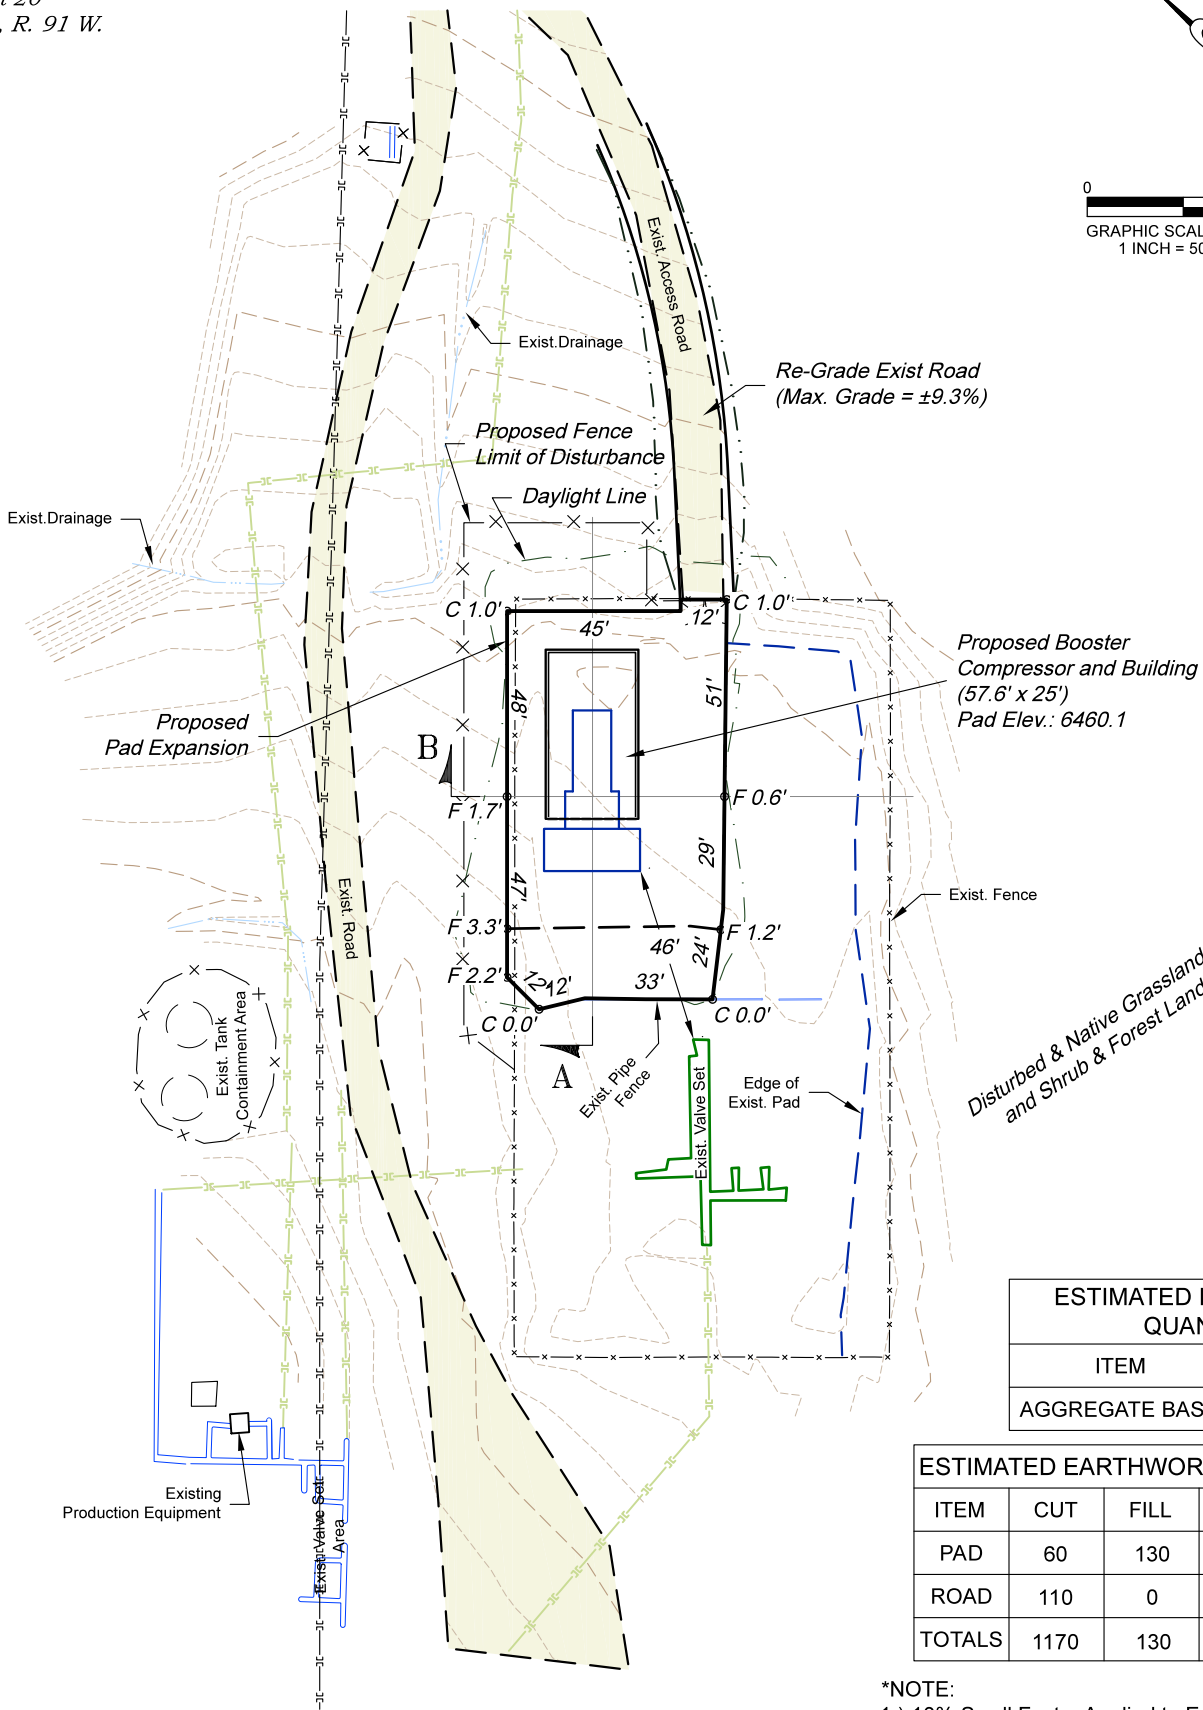 , R. 91 W.
0
GRAPHIC SCAL
1 INCH = 50
Exist. Access Road
Exist.Drainage
Re-Grade Exist Road
(Max. Grade = ±9.3%)
Proposed Fence
Limit of Disturbance
Daylight Line
Exist.Drainage
C 1.0'
C 1.0'
12'
45'
Proposed Booster
Compressor and Building
(57.6' x 25')
Pad Elev.: 6460.1
48'
51'
Proposed
Pad Expansion
B
F 1.7'
F 0.6'
29'
47'
Exist. Road
Exist. Fence
F 3.3'
F 1.2'
46'
24'
F 2.2'
12'
12'
33'
C 0.0'
C 0.0'
A
Exist. Pipe
Fence
Exist. Tank
Containment Area
Exist. Valve Set
Edge of
Exist. Pad
Disturbed & Native Grassland
and Shrub & Forest Land
Existing
Production Equipment
Exist. Valve Set
Area
ESTIMATED
QUAN
ITEM
AGGREGATE BAS
ESTIMATED EARTHWOR
ITEM CUT FILL
PAD 60 130
ROAD 110 0
TOTALS 1170 130
*NOTE: